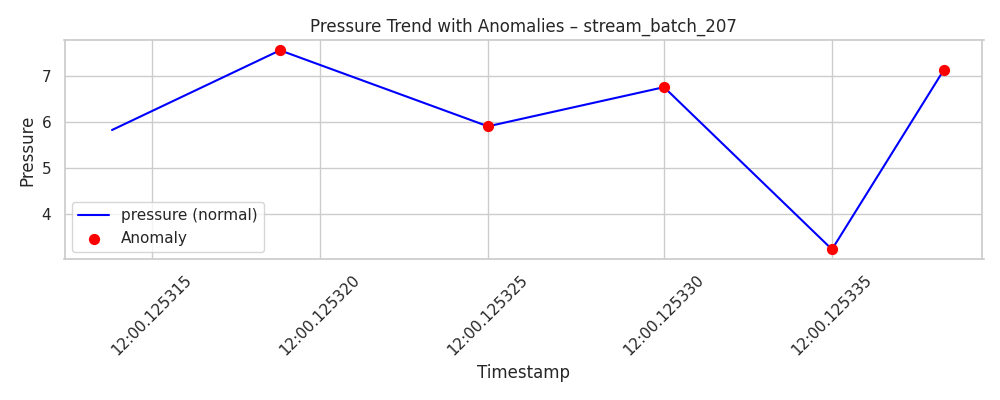 Pressure Trend with Anomalies – stream_batch_207
Pressure
7
6
5
4
pressure (normal)
Anomaly
12:00.125315
12:00.125320
12:00.125325
12:00.125330
12:00.125335
Timestamp